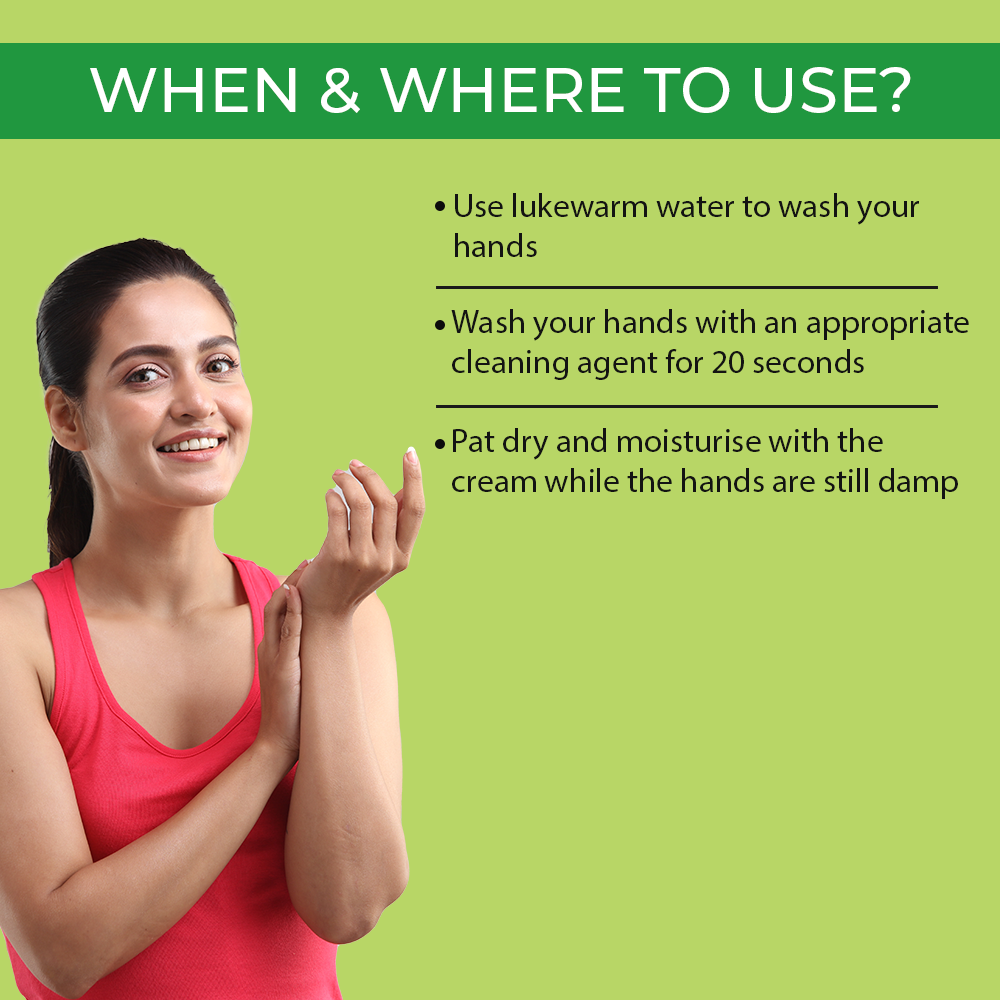 WHEN & WHERE TO USE?
• Use lukewarm water to wash your
hands
• Wash your hands with an appropriate
cleaning agent for 20 seconds
• Pat dry and moisturise with the
cream while the hands are still damp